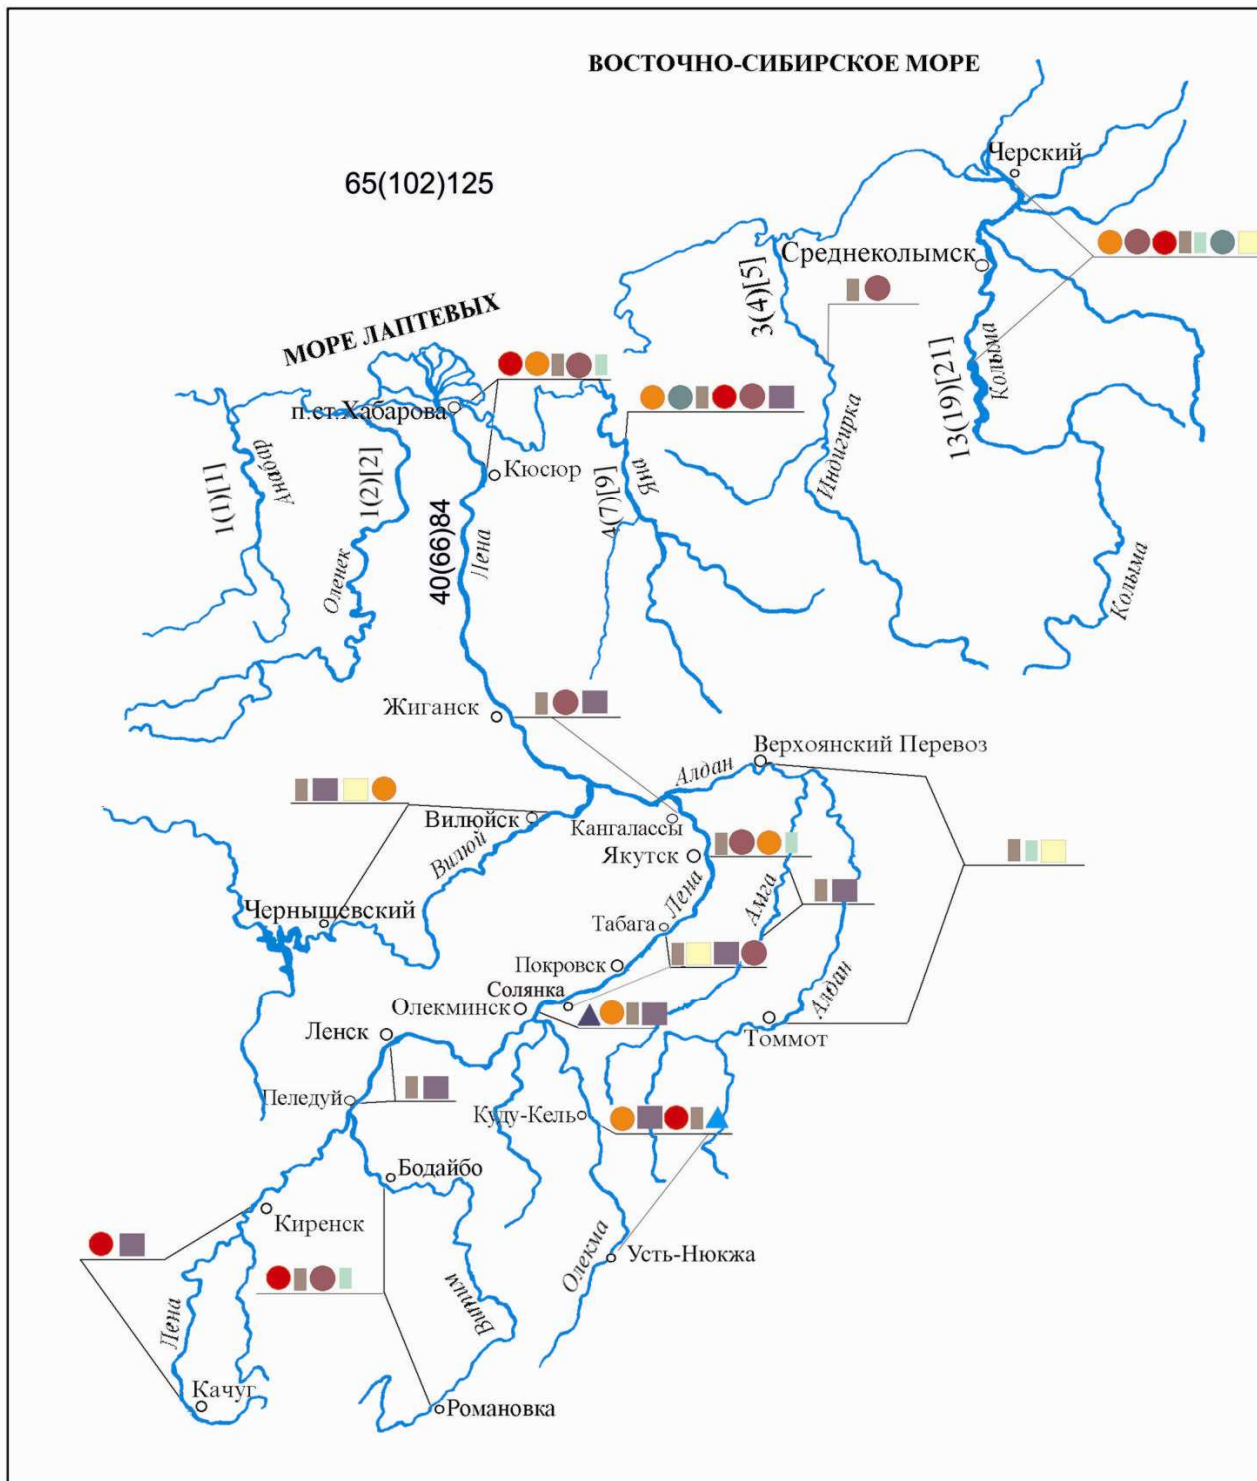 ВОСТОЧНО-СИБИРСКОЕ МОРЕ
Черский
65(102)125
Среднеколымск
3(4)[5]
МОРЕ ЛАПТЕВЫХ
Колыма
13(19)[21]
п.ст.Хабарова
Индигирка
Анабар
1(1)[1]
1(2)[2]
Кюсюр
Яна
4(7)[9]
Лена
40(66)84
Оленек
Колыма
Жиганск
Верхоянский Перевоз
Алдан
Вилюйск
Кангалассы
Вилюй
Якутск
Лена
Амга
Чернышевский
Табага
Покровск
Солянка
Алдан
Олекминск
Ленск
Томмот
Пеледуй
Куду-Кель
Бодайбо
Киренск
Олекма
Усть-Нюкжа
Лена
Витим
Качуг
Романовка